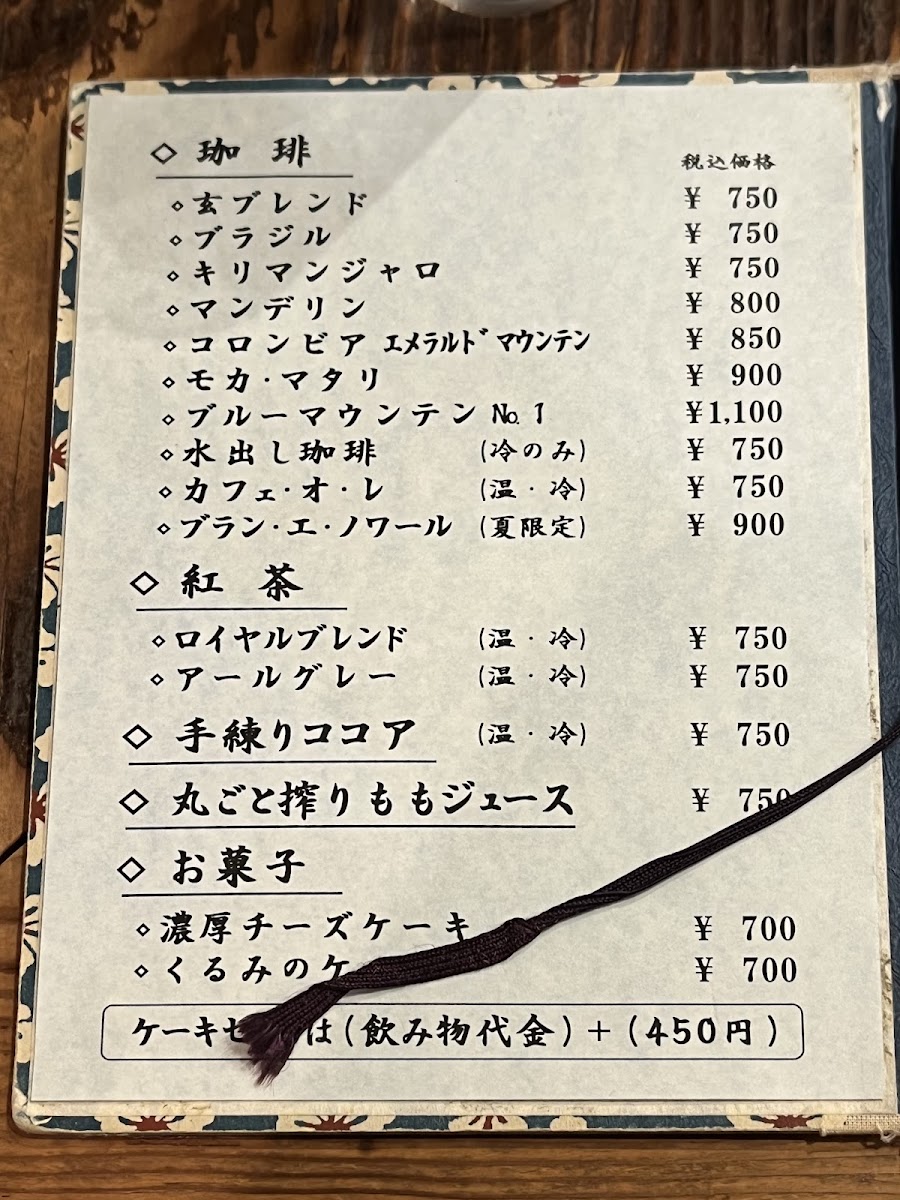 ◇ 珈 琲
税込価格
◇玄ブレンド ¥ 750
◇ブラジル ¥ 750
◇キリマンジャロ ¥ 750
◇マンデリン ¥ 800
◇コロンビア エメラルドマウンテン ¥ 850
◇モカ・マタリ ¥ 900
◇ブルーマウンテン№1 ¥1,100
◇水出し珈琲 (冷のみ) ¥ 750
◇カフェ・オ・レ (温・冷) ¥ 750
◇ブラン・エ・ノワール (夏限定) ¥ 900
◇ 紅 茶
◇ロイヤルブレンド (温・冷) ¥ 750
◇アールグレー (温・冷) ¥ 750
◇ 手練りココア (温・冷) ¥ 750
◇ 丸ごと搾りももジュース ¥ 750
◇ お菓子
◇濃厚チーズケーキ ¥ 700
◇くるみのケ ¥ 700
ケーキセ は(飲み物代金)+(450円)